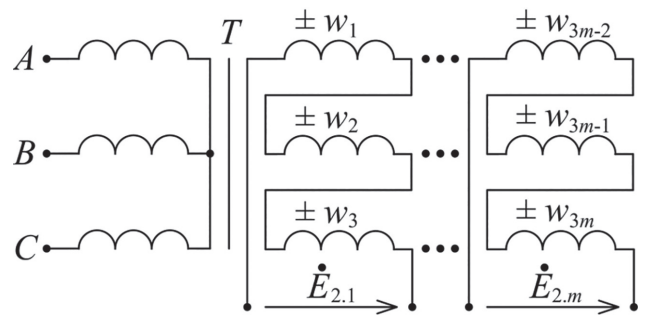 A T ± w₁ ••• ± w₃ₘ₋₂
B ± w₂ ••• ± w₃ₘ₋₁
C ± w₃ ••• ± w₃ₘ
Ė₂.₁ Ė₂.ₘ